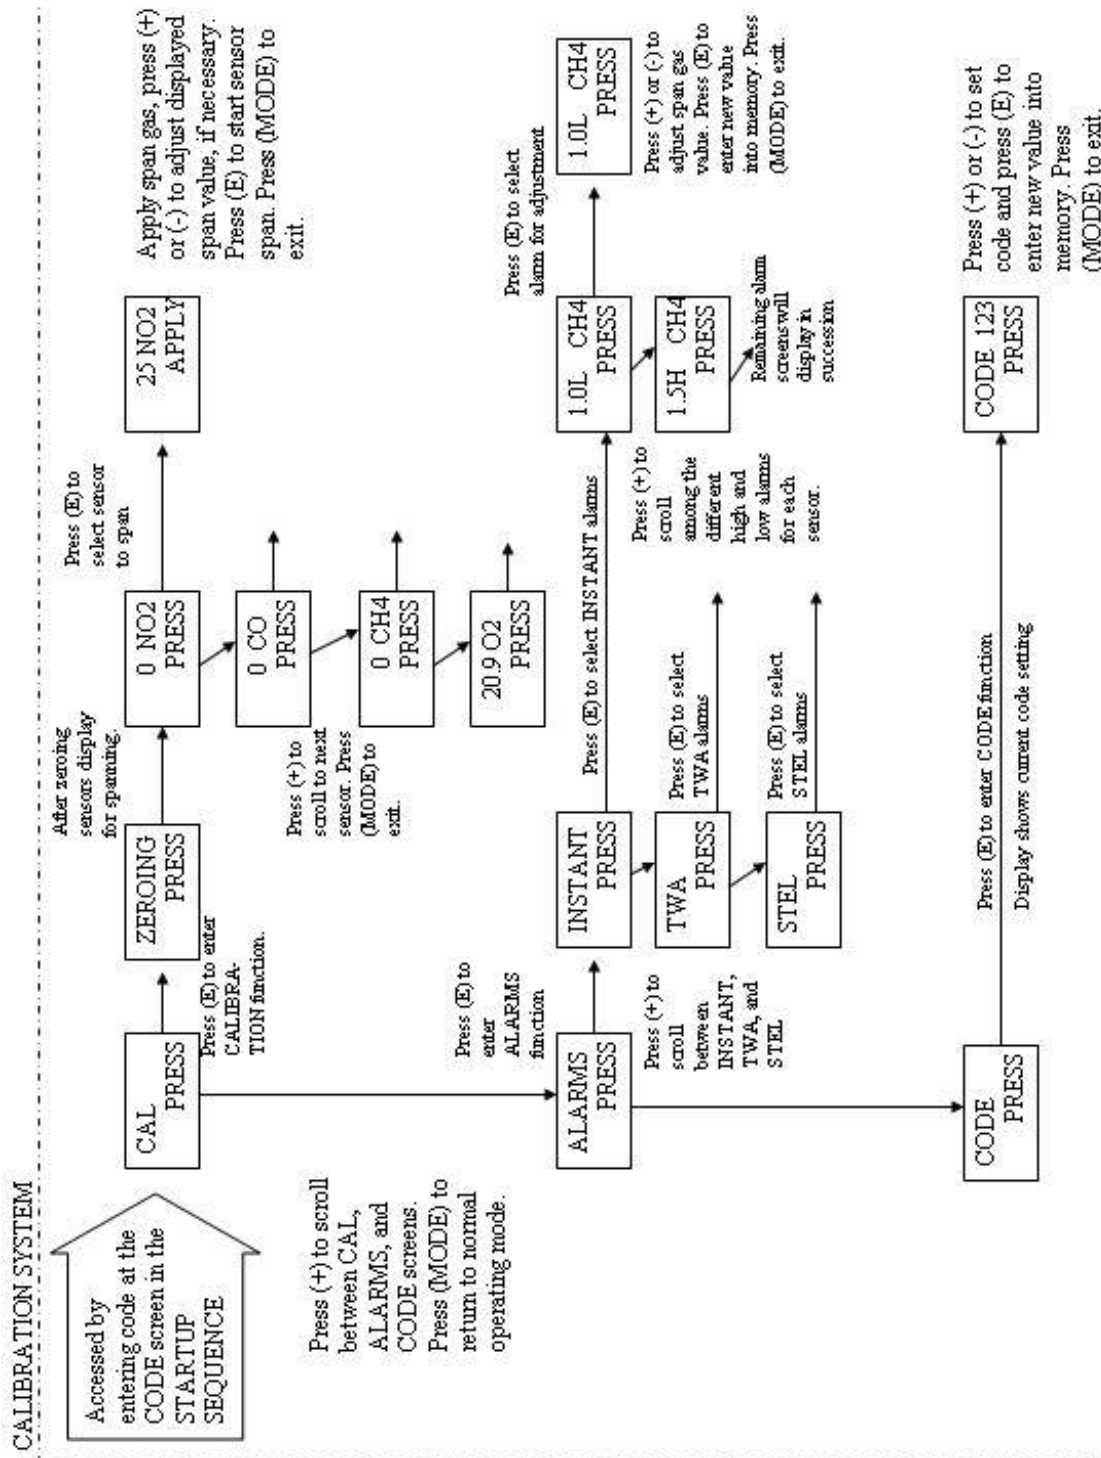 CALIBRATION SYSTEM
Accessed by
entering code at the
CODE screen in the
STARTUP
SEQUENCE
CAL
PRESS
Press (E) to enter
CALIBRA-
TION function.
ZEROING
PRESS
After zeroing
sensors display
for spanning.
0 NO2
PRESS
Press (E) to
select sensor
to span
25 NO2
APPLY
Apply span gas, press (+)
or (-) to adjust displayed
span value, if necessary.
Press (E) to start sensor
span. Press (MODE) to
exit.
0 CO
PRESS
Press (+) to
scroll to next
sensor. Press
(MODE) to
exit.
0 CH4
PRESS
20.9 O2
PRESS
Press (+) to scroll
between CAL,
ALARMS, and
CODE screens.
Press (MODE) to
return to normal
operating mode.
Press (E) to
enter
ALARMS
function
ALARMS
PRESS
Press (+) to
scroll
between
INSTANT,
TWA, and
STEL
INSTANT
PRESS
Press (E) to select INSTANT alarms
TWA
PRESS
Press (E) to select
TWA alarms
STEL
PRESS
Press (E) to select
STEL alarms
1.0L CH4
PRESS
Press (E) to select
alarm for adjustment
1.0L CH4
PRESS
Press (+) to
scroll
among the
different
high and
low alarms
for each
sensor.
1.5H CH4
PRESS
Remaining alarm
screens will
display in
succession
Press (+) or (-) to
adjust span gas
value. Press (E) to
enter new value
into memory. Press
(MODE) to exit.
CODE
PRESS
Press (E) to enter CODE function
Display shows current code setting
CODE 123
PRESS
Press (+) or (-) to set
code and press (E) to
enter new value into
memory. Press
(MODE) to exit.